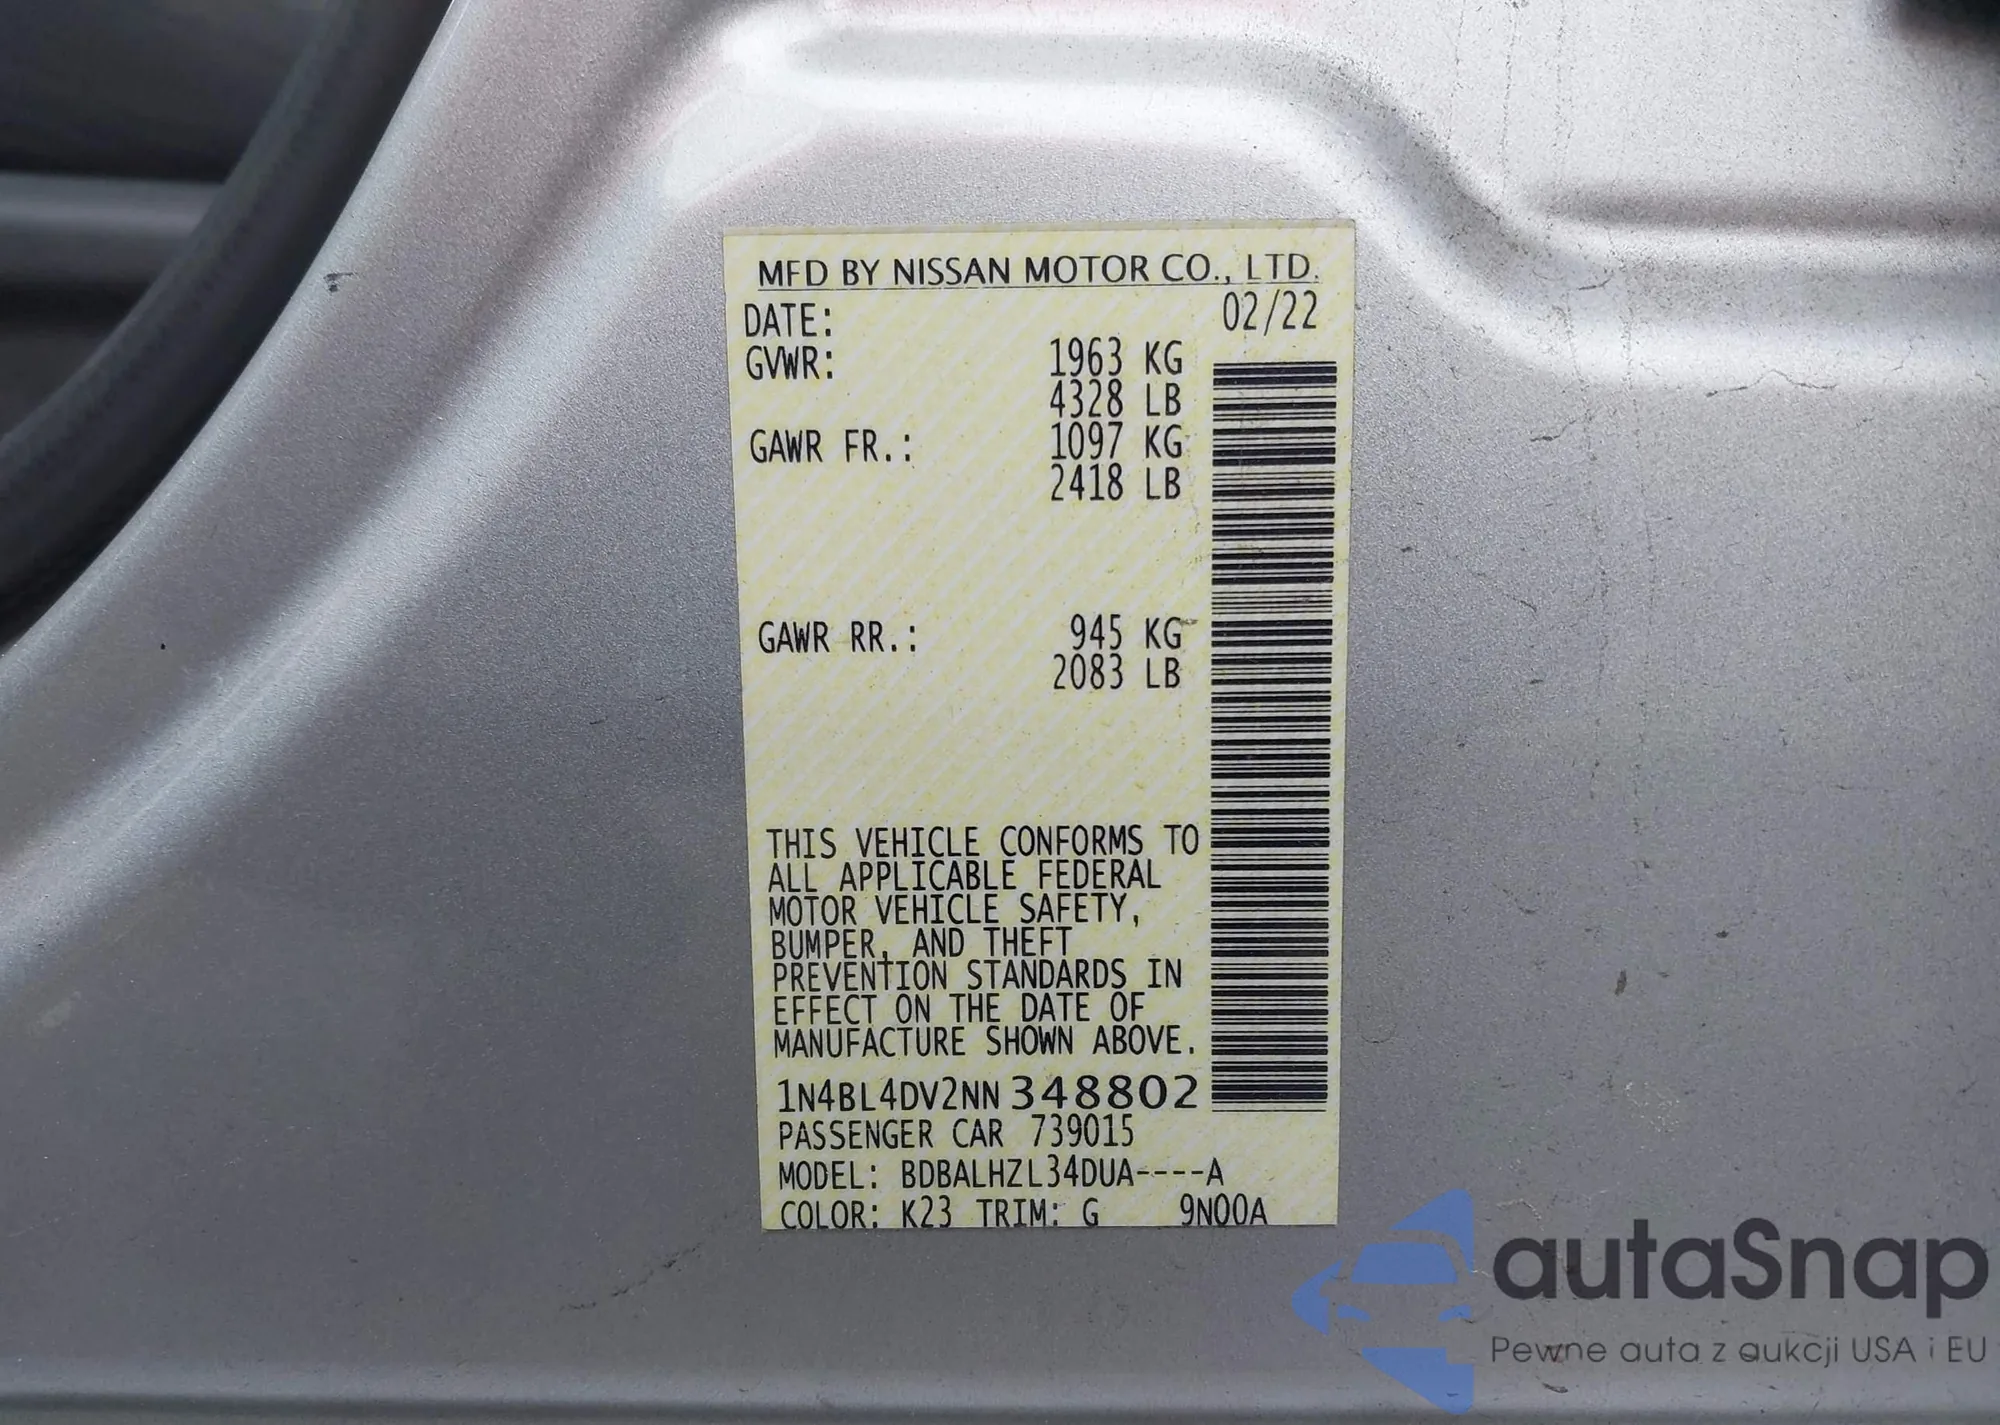 MFD BY NISSAN MOTOR CO., LTD.
DATE: 02/22
GVWR: 1963 KG
4328 LB
GAWR FR.: 1097 KG
2418 LB
GAWR RR.: 945 KG
2083 LB
THIS VEHICLE CONFORMS TO
ALL APPLICABLE FEDERAL
MOTOR VEHICLE SAFETY,
BUMPER, AND THEFT
PREVENTION STANDARDS IN
EFFECT ON THE DATE OF
MANUFACTURE SHOWN ABOVE.
1N4BL4DV2NN348802
PASSENGER CAR 739015
MODEL: BDBALHZL34DUA----A
COLOR: K23 TRIM: G 9N00A
autaSnap
Pewne auta z aukcji USA i EU